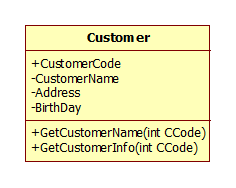 Customer
+CustomerCode
-CustomerName
-Address
-BirthDay
+GetCustomerName(int CCode)
+GetCustomerInfo(int CCode)